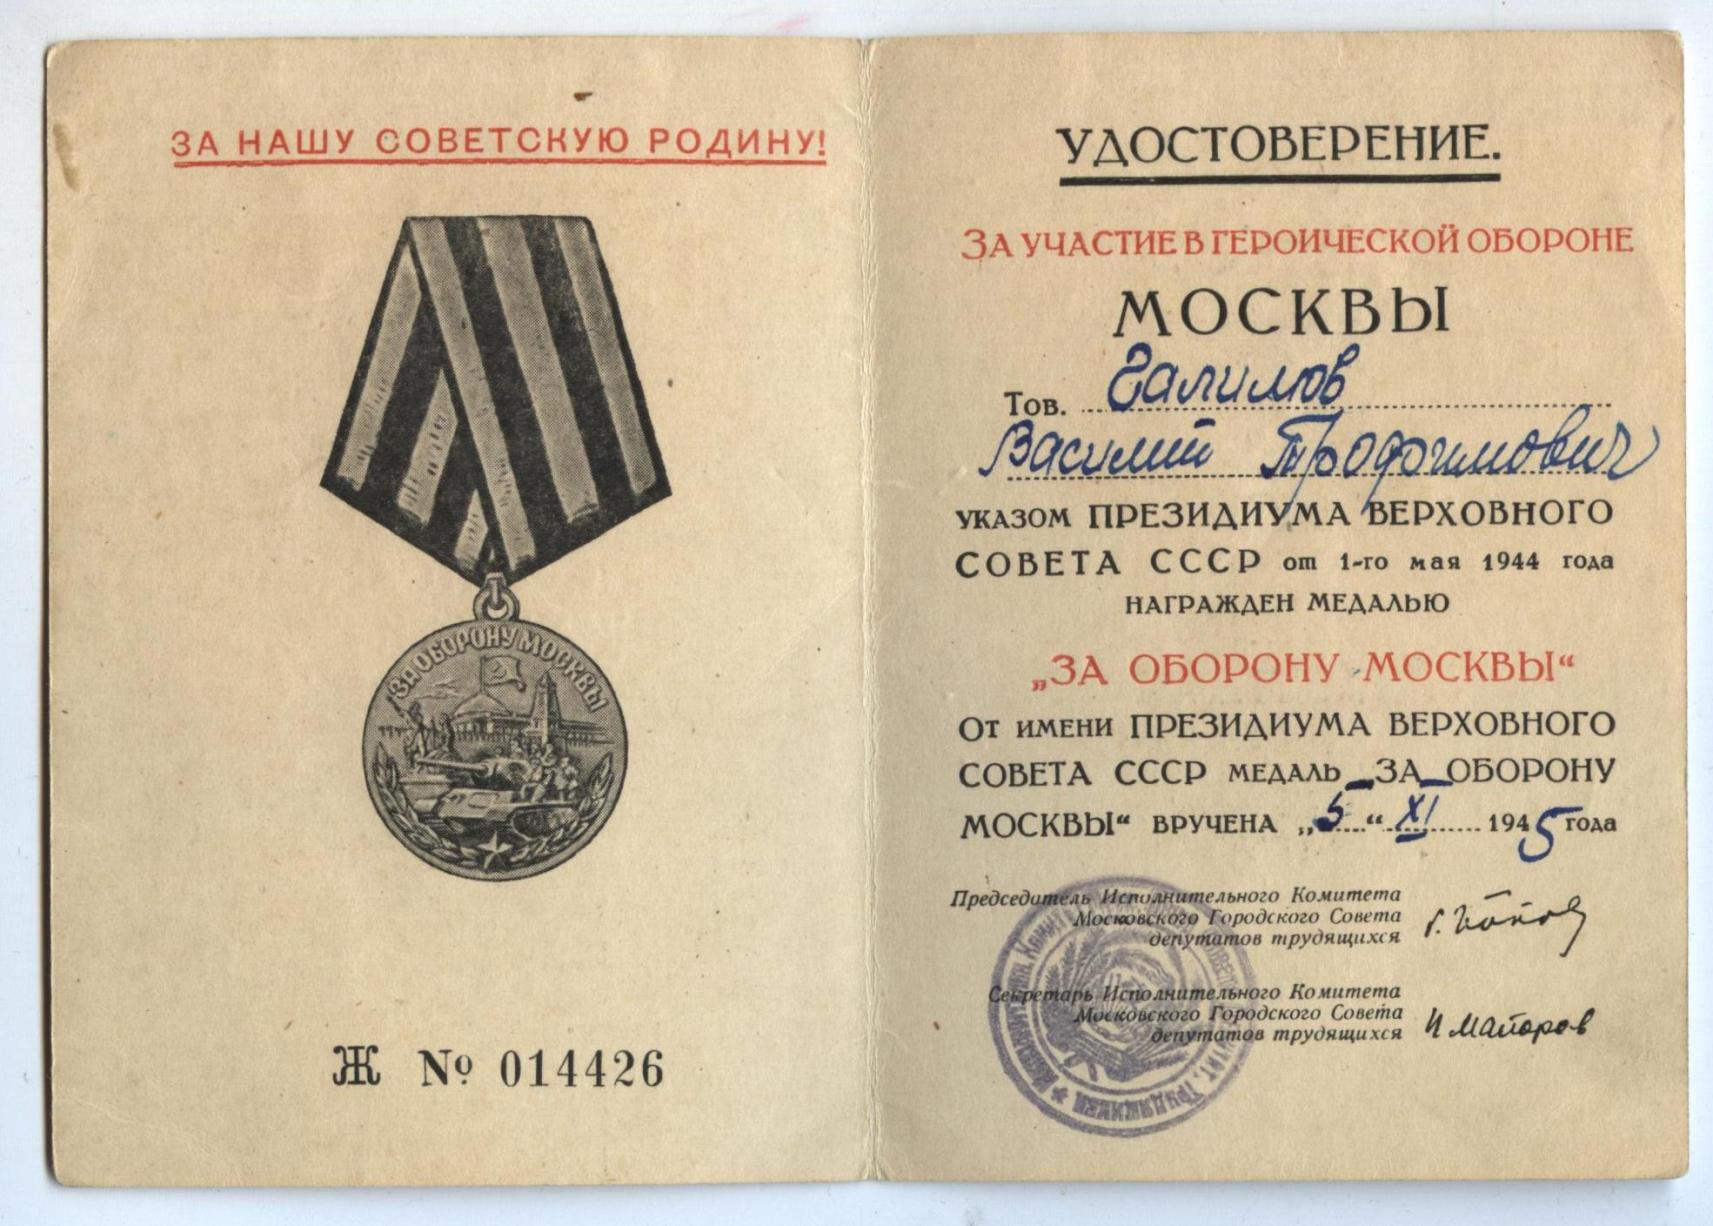 ЗА НАШУ СОВЕТСКУЮ РОДИНУ!
ЗА ОБОРОНУ МОСКВЫ
Ж № 014426
УДОСТОВЕРЕНИЕ.
ЗА УЧАСТИЕ В ГЕРОИЧЕСКОЙ ОБОРОНЕ
МОСКВЫ
Тов. Галимов
Василий Трофимович
УКАЗОМ ПРЕЗИДИУМА ВЕРХОВНОГО
СОВЕТА СССР от 1-го мая 1944 года
НАГРАЖДЕН МЕДАЛЬЮ
„ЗА ОБОРОНУ МОСКВЫ“
От имени ПРЕЗИДИУМА ВЕРХОВНОГО
СОВЕТА СССР МЕДАЛЬ ЗА ОБОРОНУ
МОСКВЫ“ ВРУЧЕНА „5“ XI 1945 года
Председатель Исполнительного Комитета
Московского Городского Совета
депутатов трудящихся
Г. Попов
Секретарь Исполнительного Комитета
Московского Городского Совета
депутатов трудящихся
И Майоров